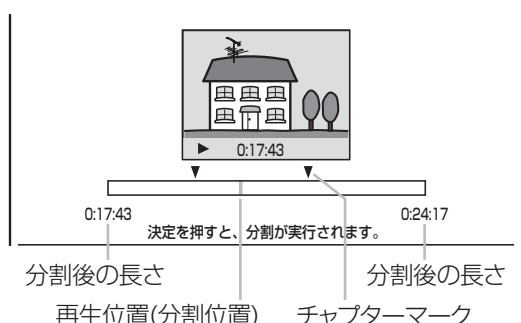 0:17:43
0:17:43
0:24:17
決定を押すと、分割が実行されます。
分割後の長さ
分割後の長さ
再生位置(分割位置)
チャプターマーク